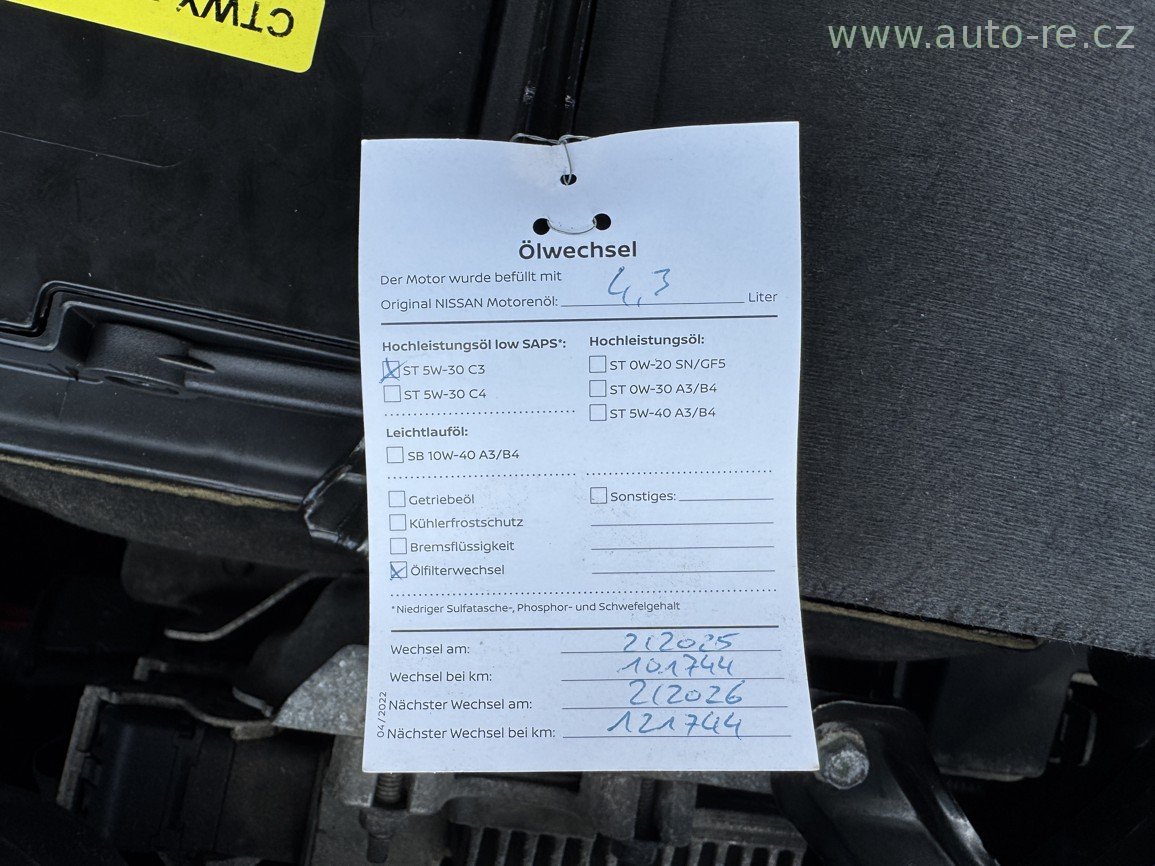 CTWY
www.auto-re.cz
Ölwechsel
Der Motor wurde befüllt mit
Original NISSAN Motorenöl: 4,3 Liter
Hochleistungsöl low SAPS*:
ST 5W-30 C3
ST 5W-30 C4
Hochleistungsöl:
ST 0W-20 SN/GF5
ST 0W-30 A3/B4
ST 5W-40 A3/B4
Leichtlauföl:
SB 10W-40 A3/B4
Getriebeöl
Kühlerfrostschutz
Bremsflüssigkeit
Ölfilterwechsel
Sonstiges:
*Niedriger Sulfatasche-, Phosphor- und Schwefelgehalt
Wechsel am: 2/2025
Wechsel bei km: 101744
Nächster Wechsel am: 2/2026
Nächster Wechsel bei km: 121744
04/2022